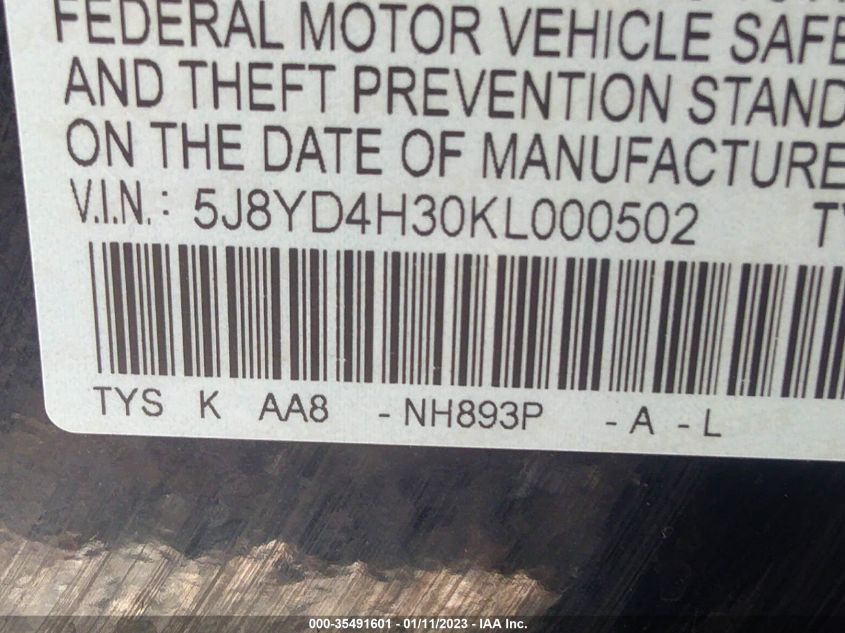 FEDERAL MOTOR VEHICLE SAFE
AND THEFT PREVENTION STAND
ON THE DATE OF MANUFACTURE
V.I.N.: 5J8YD4H30KL000502 TY
TYS K AA8 -NH893P -A -L
000-35491601 - 01/11/2023 - IAA Inc.